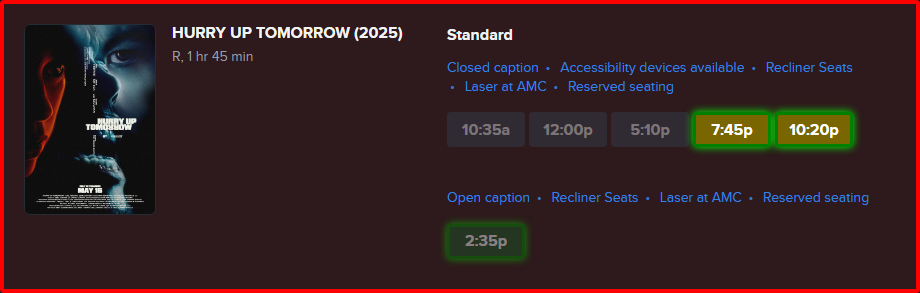 HURRY UP TOMORROW (2025)
R, 1 hr 45 min
HURRY UP
TOMORROW
MAY 16
Standard
Closed caption • Accessibility devices available • Recliner Seats
• Laser at AMC • Reserved seating
10:35a 12:00p 5:10p 7:45p 10:20p
Open caption • Recliner Seats • Laser at AMC • Reserved seating
2:35p